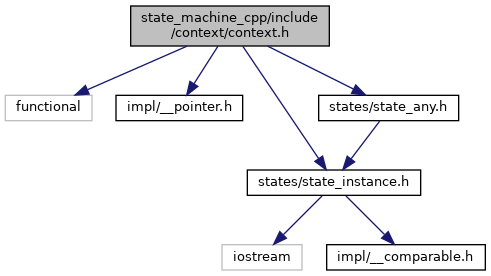 state_machine_cpp/include
/context/context.h
functional
impl/__pointer.h
states/state_any.h
states/state_instance.h
iostream
impl/__comparable.h